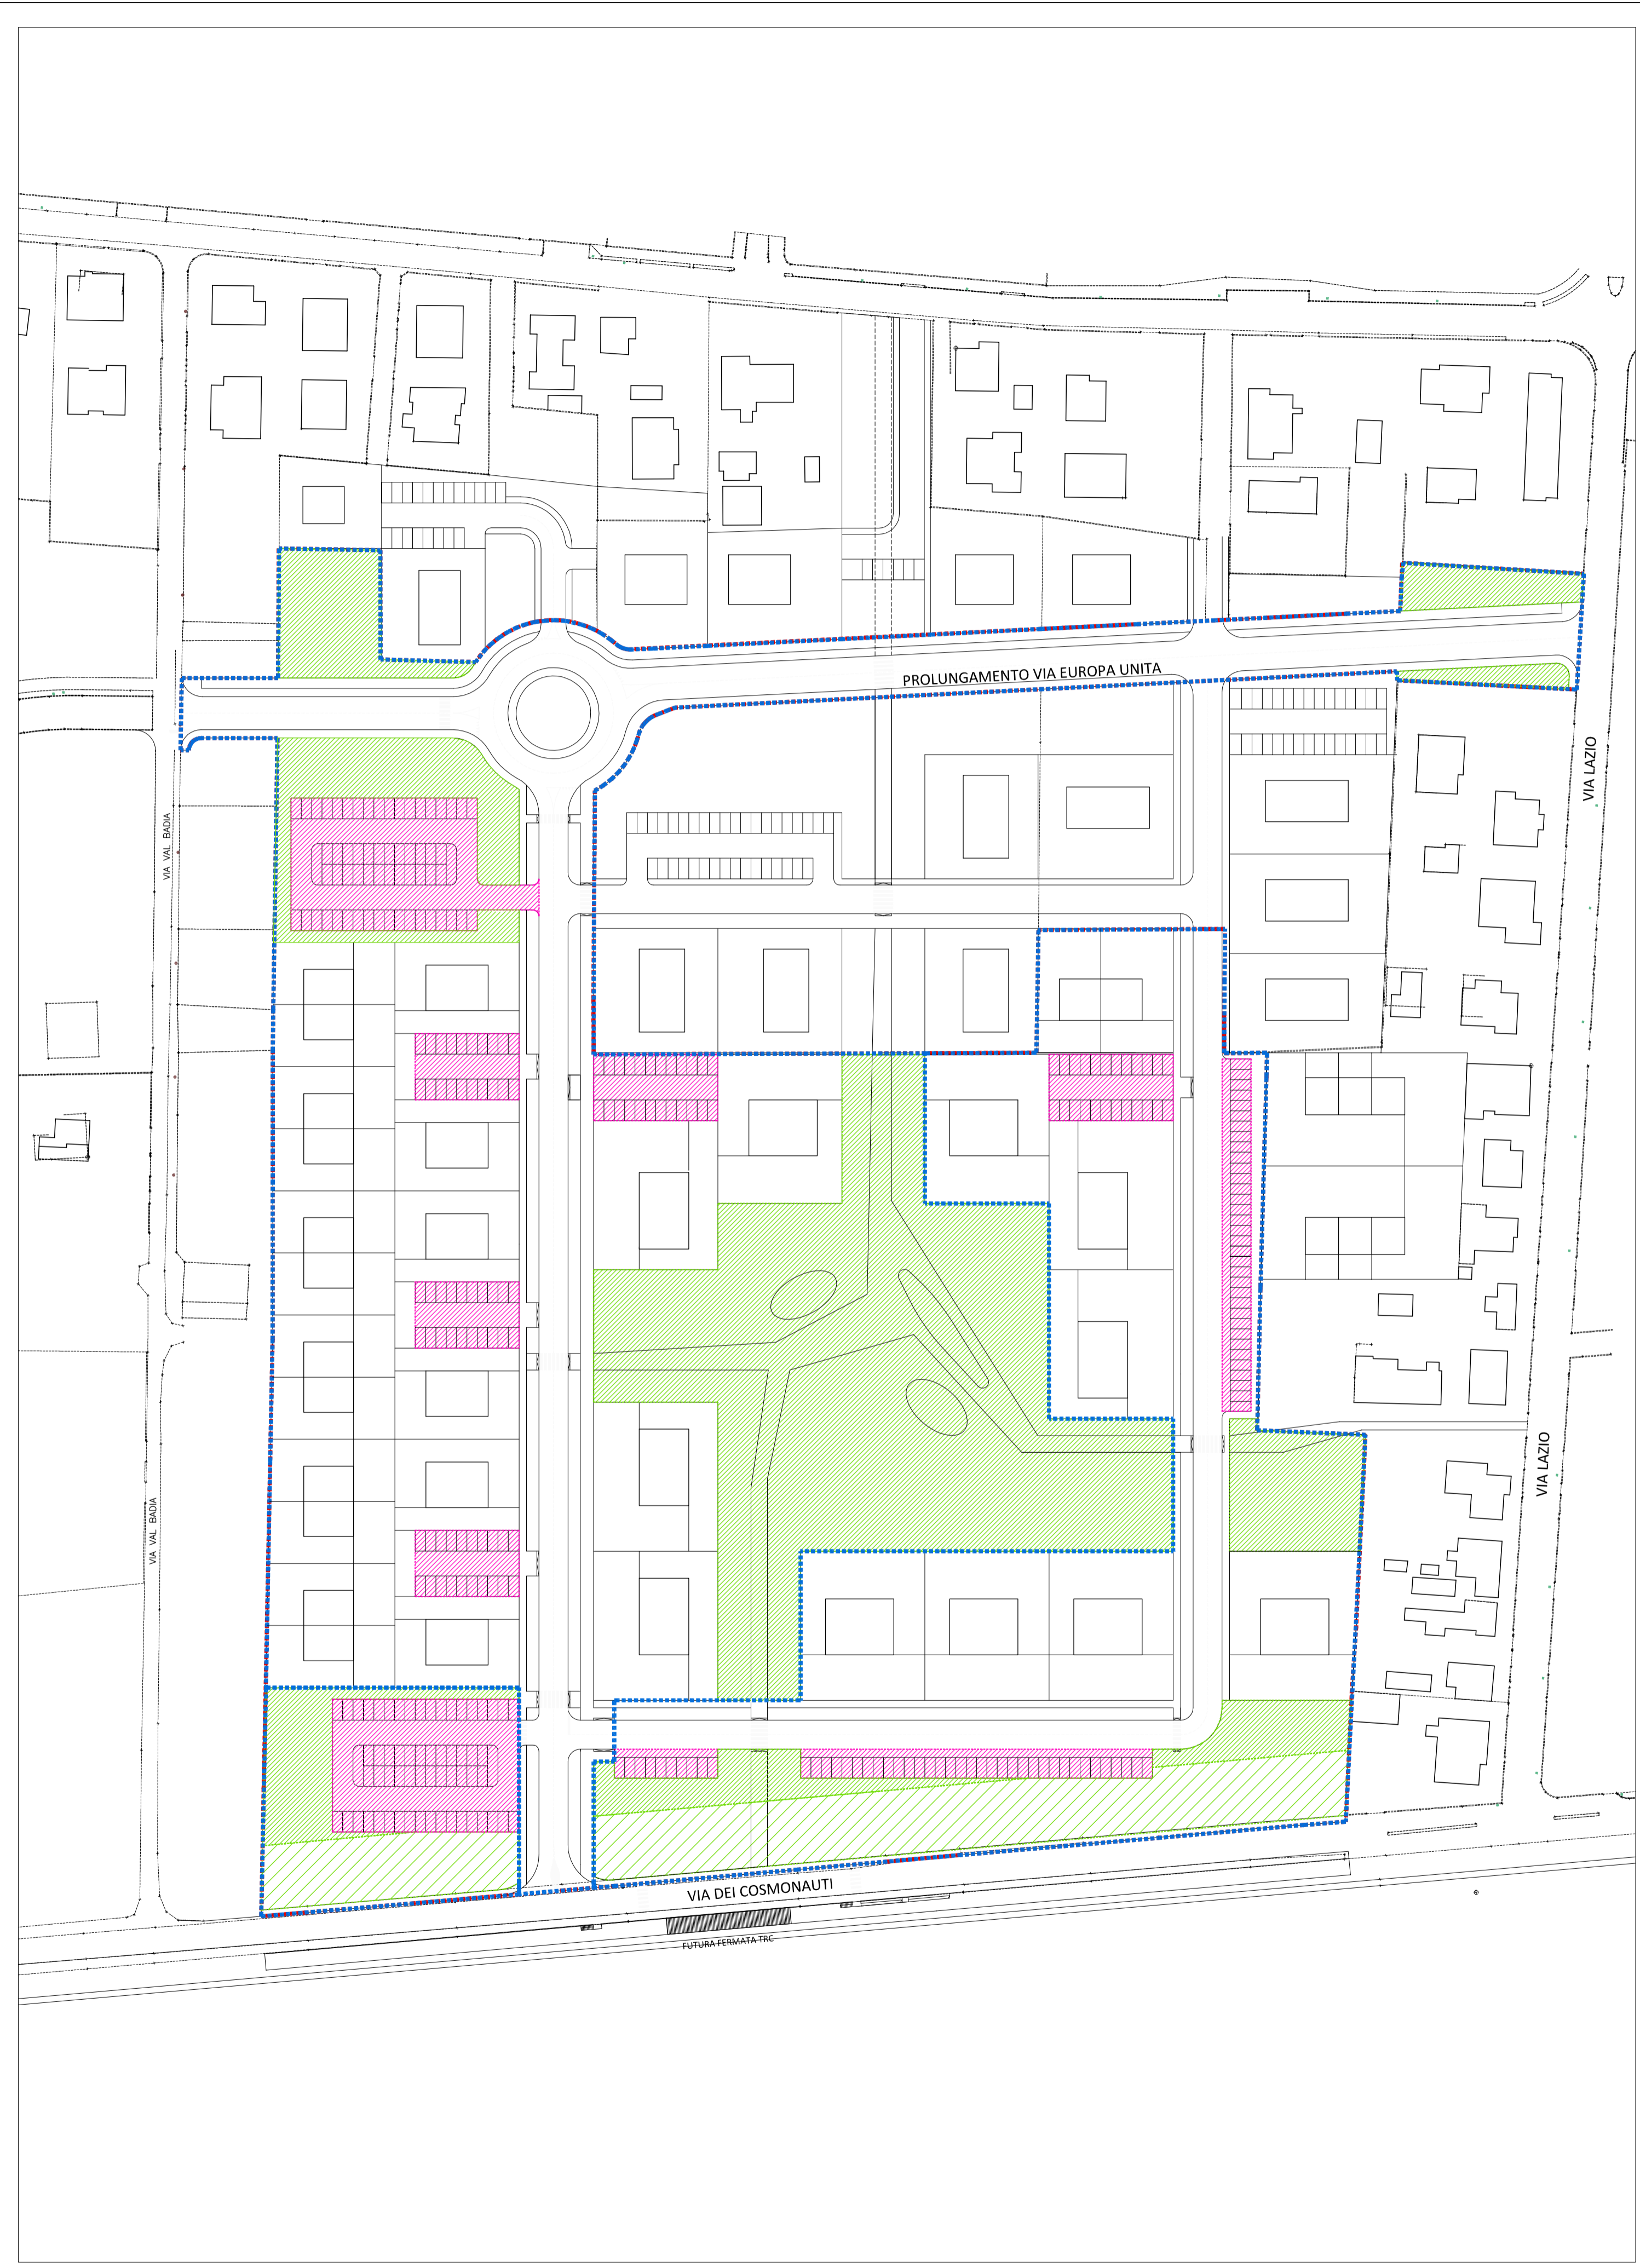 PROLUNGAMENTO VIA EUROPA UNITA
VIA LAZIO
VIA VAL BADIA
VIA LAZIO
VIA VAL BADIA
VIA DEI COSMONAUTI
FUTURA FERMATA TRC